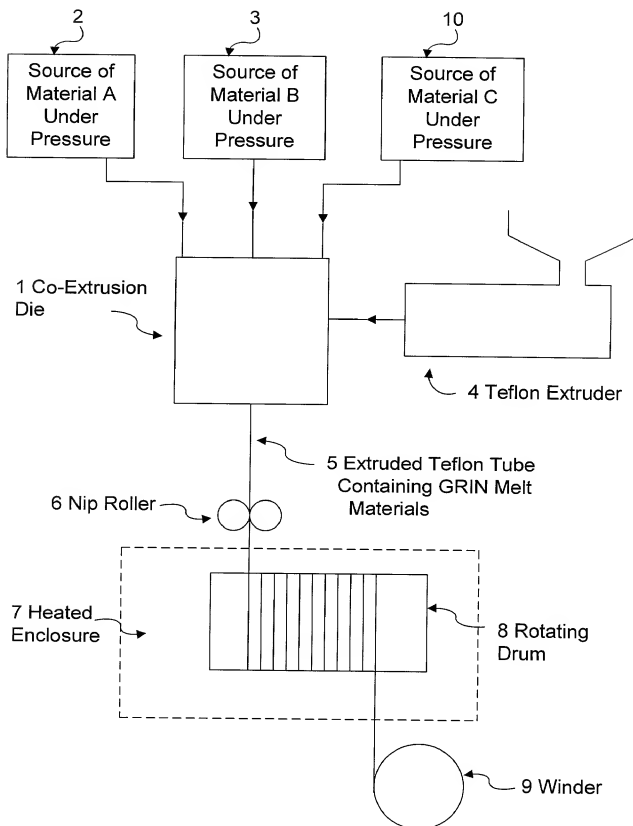 2
3
10
Source of
Material A
Under
Pressure
Source of
Material B
Under
Pressure
Source of
Material C
Under
Pressure
1 Co-Extrusion
Die
4 Teflon Extruder
5 Extruded Teflon Tube
Containing GRIN Melt
Materials
6 Nip Roller
7 Heated
Enclosure
8 Rotating
Drum
9 Winder